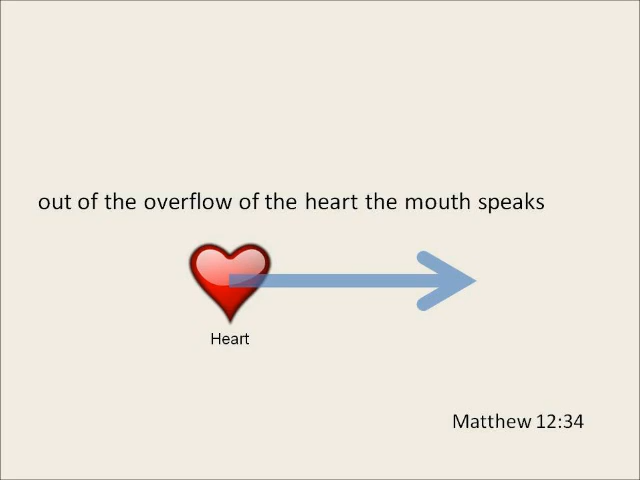 out of the overflow of the heart the mouth speaks
Heart
Matthew 12:34